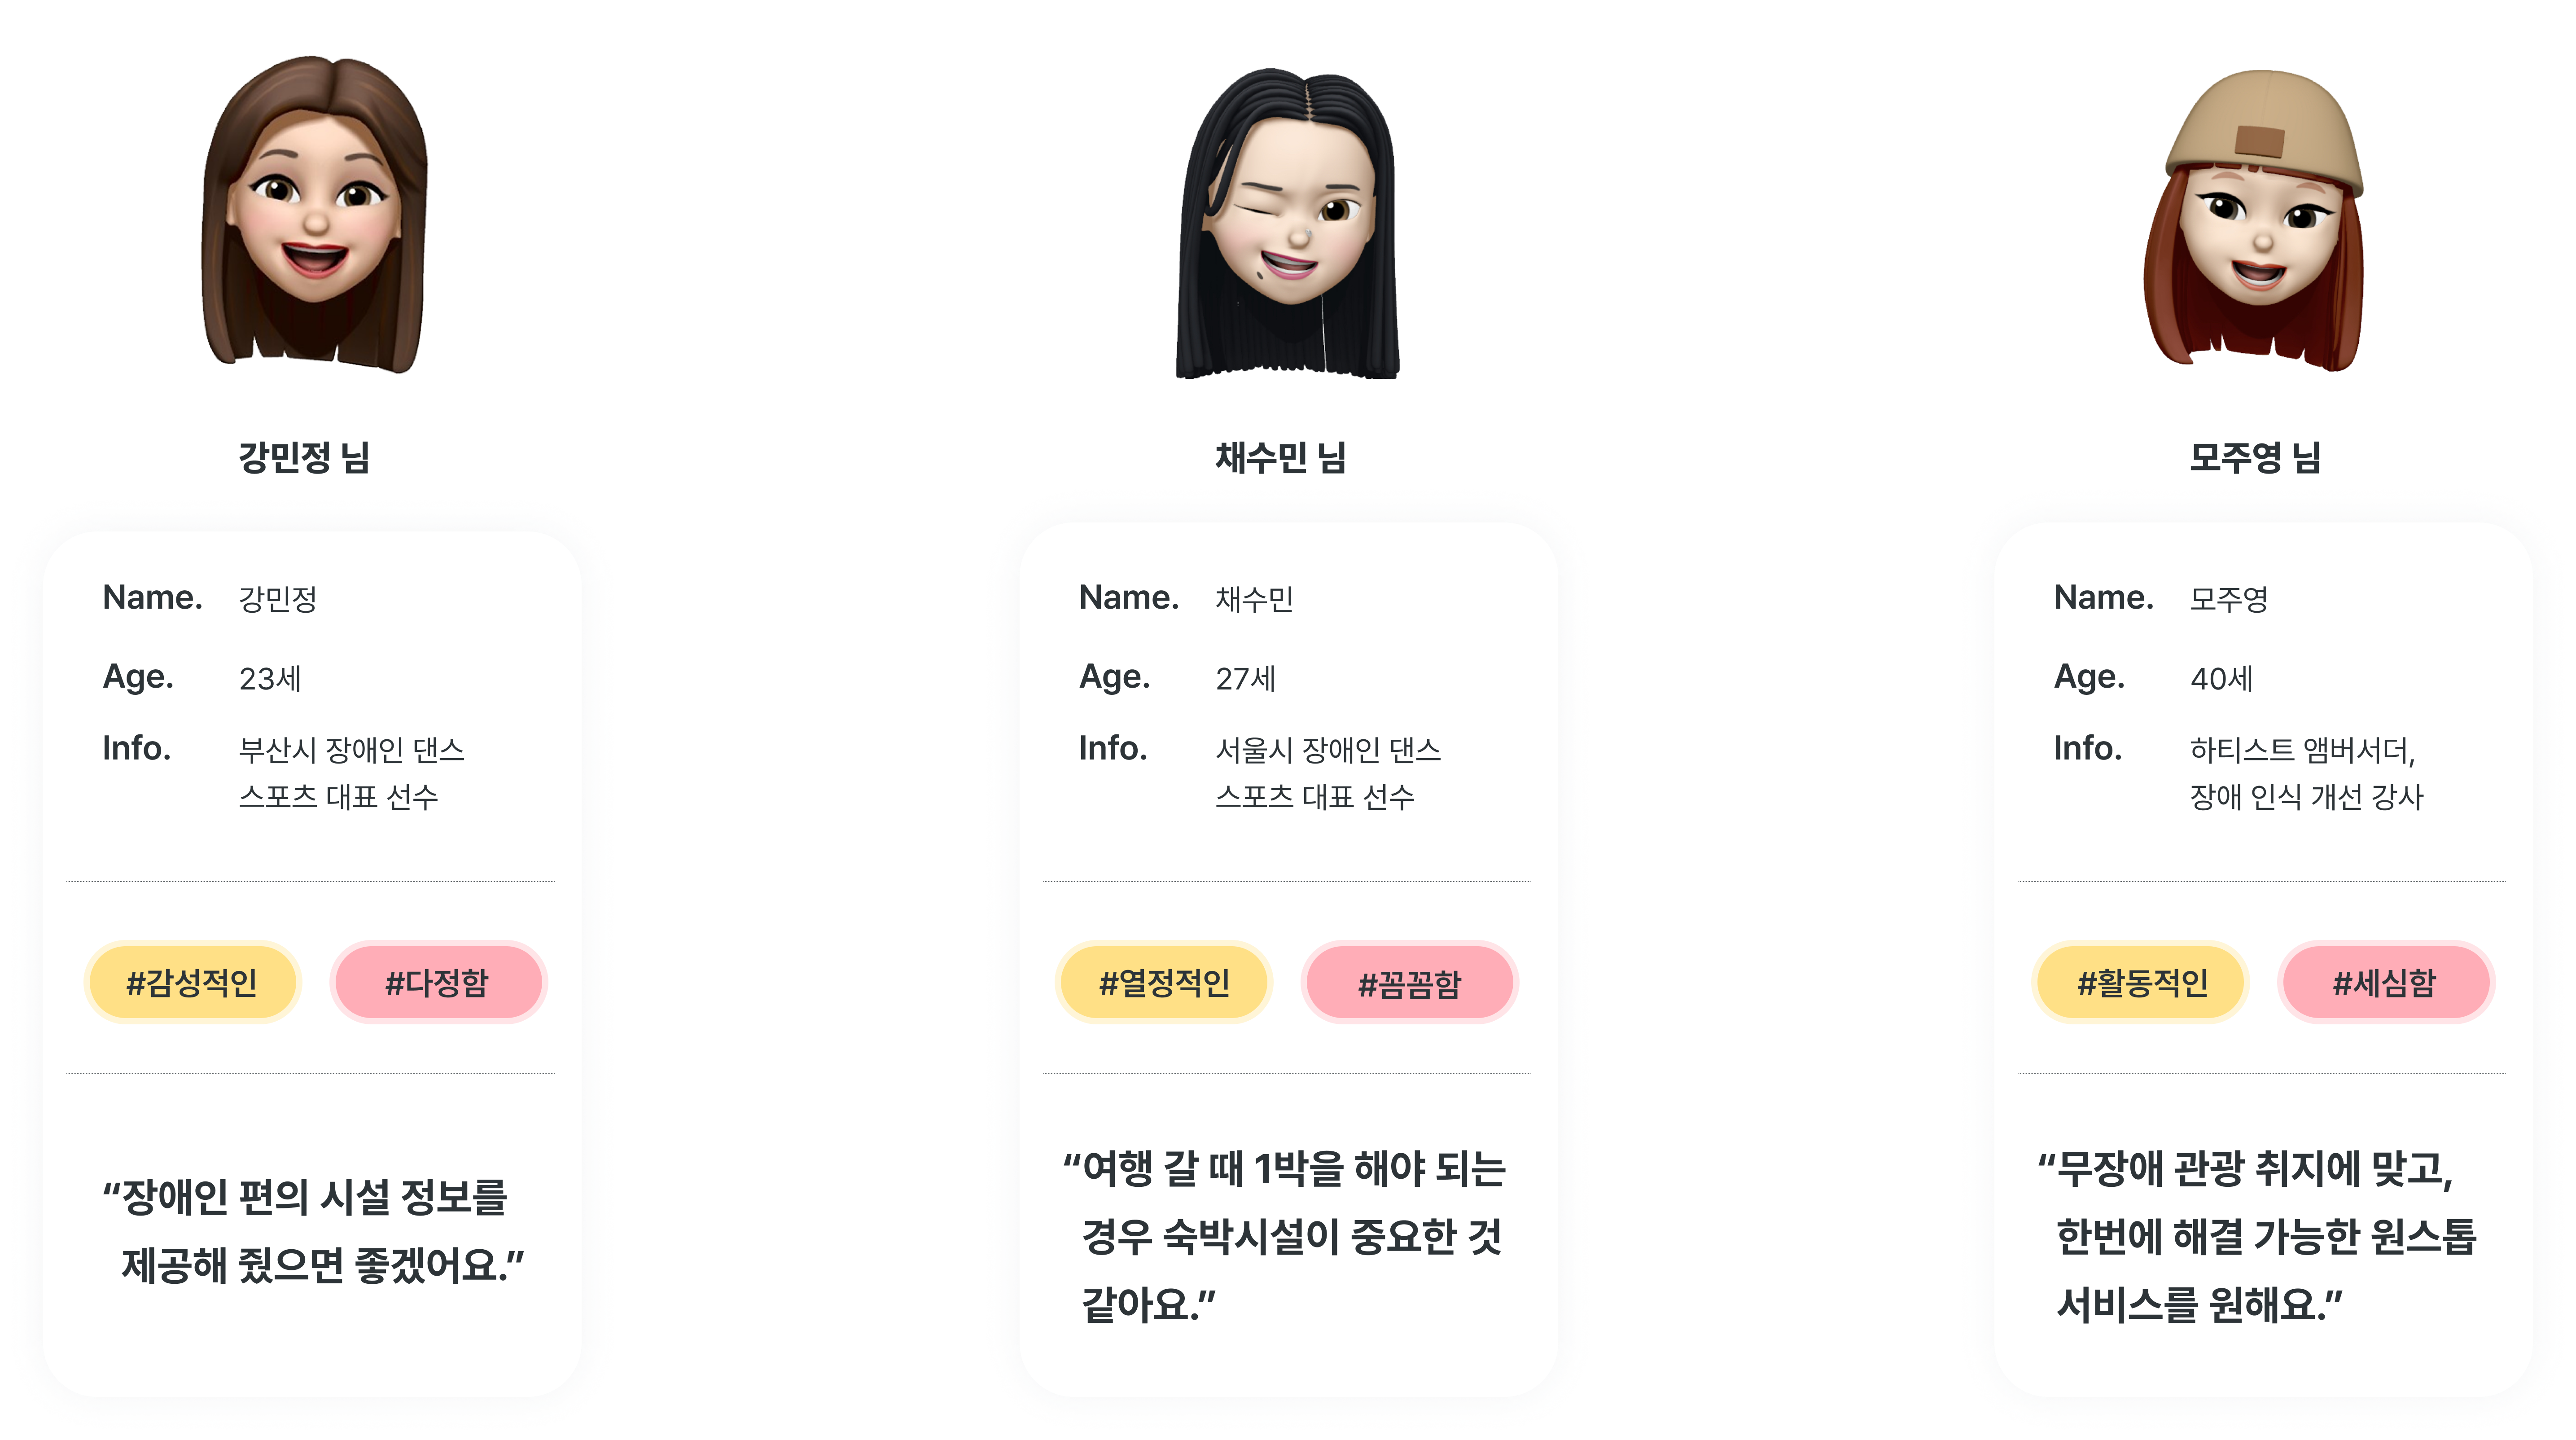 강민정 님
Name. 강민정
Age. 23세
Info. 부산시 장애인 댄스
스포츠 대표 선수
#감성적인 #다정함
“장애인 편의 시설 정보를
제공해 줬으면 좋겠어요.”
채수민 님
Name. 채수민
Age. 27세
Info. 서울시 장애인 댄스
스포츠 대표 선수
#열정적인 #꼼꼼함
“여행 갈 때 1박을 해야 되는
경우 숙박시설이 중요한 것
같아요.”
모주영 님
Name. 모주영
Age. 40세
Info. 하티스트 앰버서더,
장애 인식 개선 강사
#활동적인 #세심함
“무장애 관광 취지에 맞고,
한번에 해결 가능한 원스톱
서비스를 원해요.”